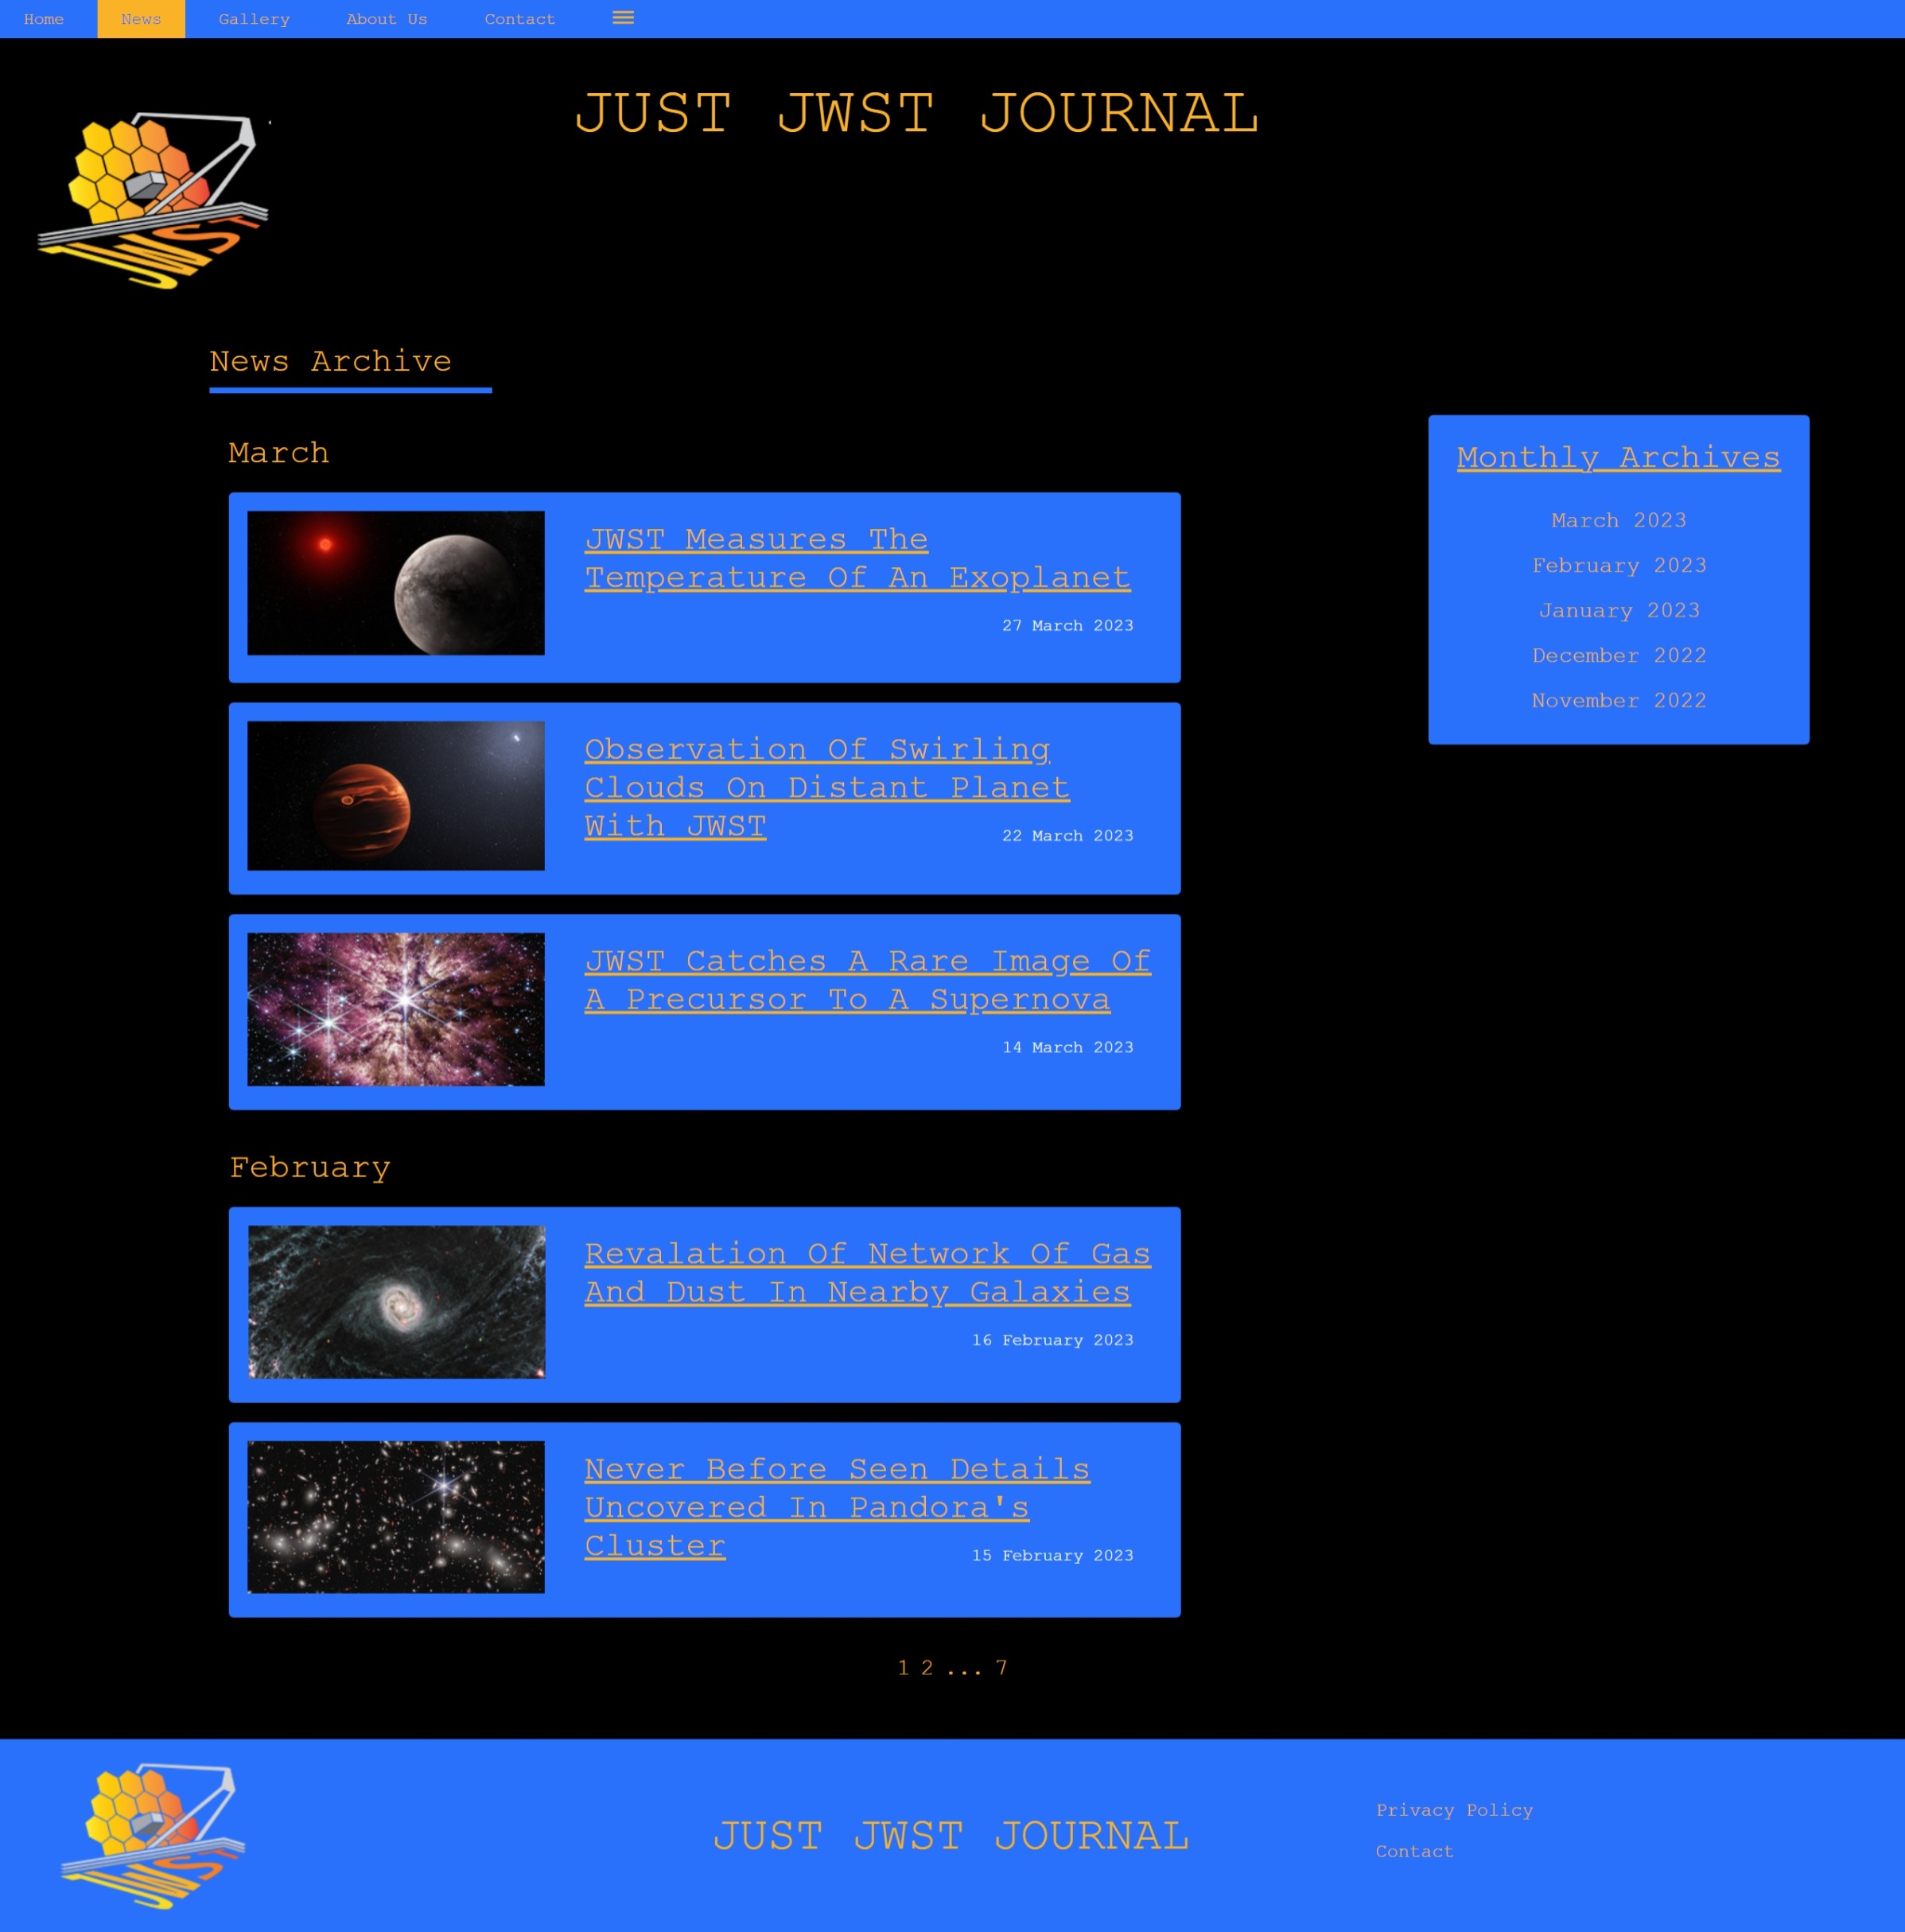 Home News Gallery About Us Contact
JUST JWST JOURNAL
JWST
News Archive
March
JWST Measures The
Temperature Of An Exoplanet
27 March 2023
Observation Of Swirling
Clouds On Distant Planet
With JWST
22 March 2023
JWST Catches A Rare Image Of
A Precursor To A Supernova
14 March 2023
February
Revalation Of Network Of Gas
And Dust In Nearby Galaxies
16 February 2023
Never Before Seen Details
Uncovered In Pandora's
Cluster
15 February 2023
Monthly Archives
March 2023
February 2023
January 2023
December 2022
November 2022
1 2 ... 7
JWST
JUST JWST JOURNAL
Privacy Policy
Contact